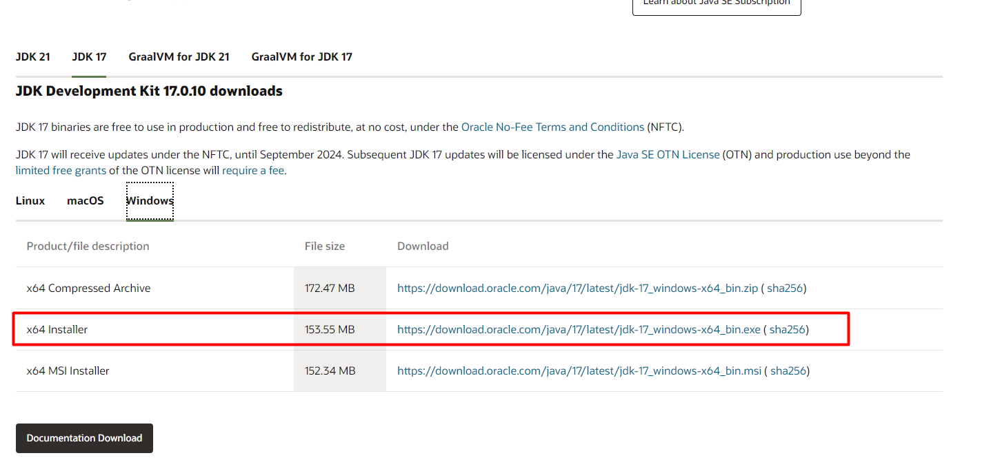 Learn about Java SE Subscription
JDK 21 JDK 17 GraalVM for JDK 21 GraalVM for JDK 17
JDK Development Kit 17.0.10 downloads
JDK 17 binaries are free to use in production and free to redistribute, at no cost, under the Oracle No-Fee Terms and Conditions (NFTC).
JDK 17 will receive updates under the NFTC, until September 2024. Subsequent JDK 17 updates will be licensed under the Java SE OTN License (OTN) and production use beyond the
limited free grants of the OTN license will require a fee.
Linux macOS Windows
Product/file description File size Download
x64 Compressed Archive 172.47 MB https://download.oracle.com/java/17/latest/jdk-17_windows-x64_bin.zip ( sha256)
x64 Installer 153.55 MB https://download.oracle.com/java/17/latest/jdk-17_windows-x64_bin.exe ( sha256)
x64 MSI Installer 152.34 MB https://download.oracle.com/java/17/latest/jdk-17_windows-x64_bin.msi ( sha256)
Documentation Download